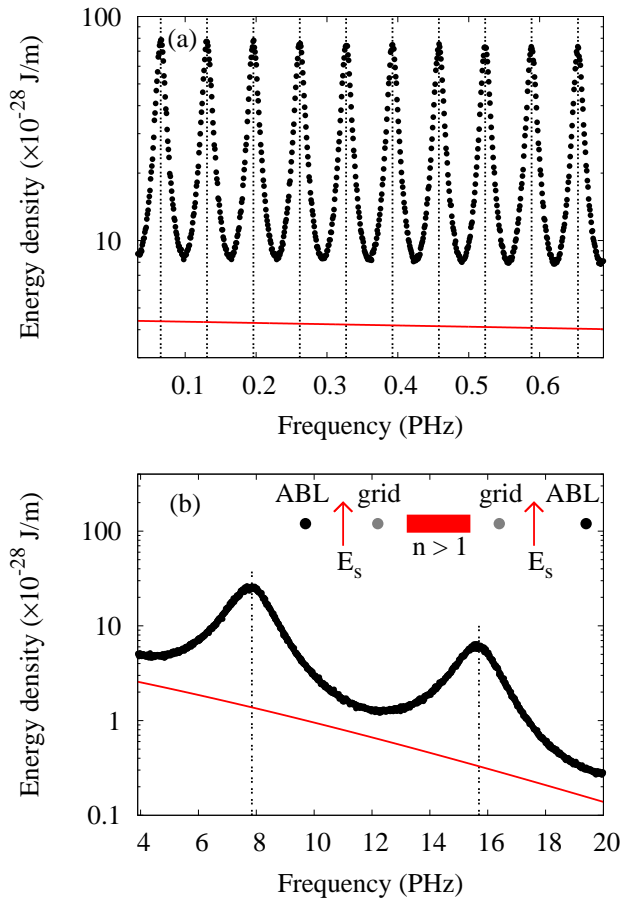 (a)
100
10
Energy density (×10⁻²⁸ J/m)
0.1 0.2 0.3 0.4 0.5 0.6
Frequency (PHz)
(b)
ABL grid grid ABL
E_s n > 1 E_s
100
10
1
0.1
Energy density (×10⁻²⁸ J/m)
4 6 8 10 12 14 16 18 20
Frequency (PHz)